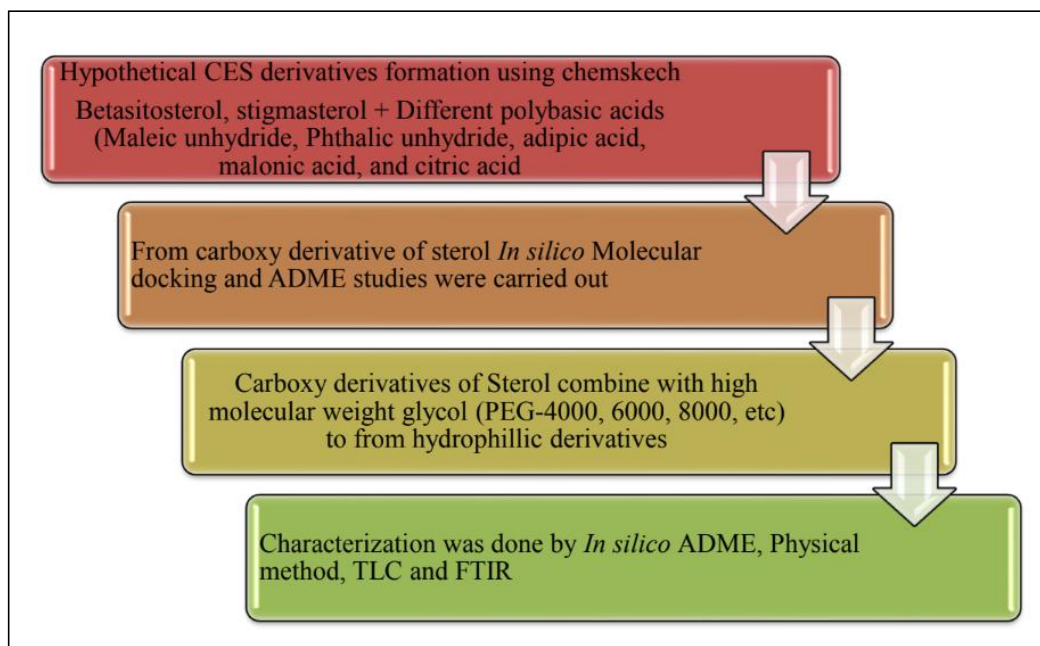 Hypothetical CES derivatives formation using chemskech
Betasitosterol, stigmasterol + Different polybasic acids
(Maleic unhydride, Phthalic unhydride, adipic acid,
malonic acid, and citric acid
From carboxy derivative of sterol In silico Molecular
docking and ADME studies were carried out
Carboxy derivatives of Sterol combine with high
molecular weight glycol (PEG-4000, 6000, 8000, etc)
to from hydrophillic derivatives
Characterization was done by In silico ADME, Physical
method, TLC and FTIR